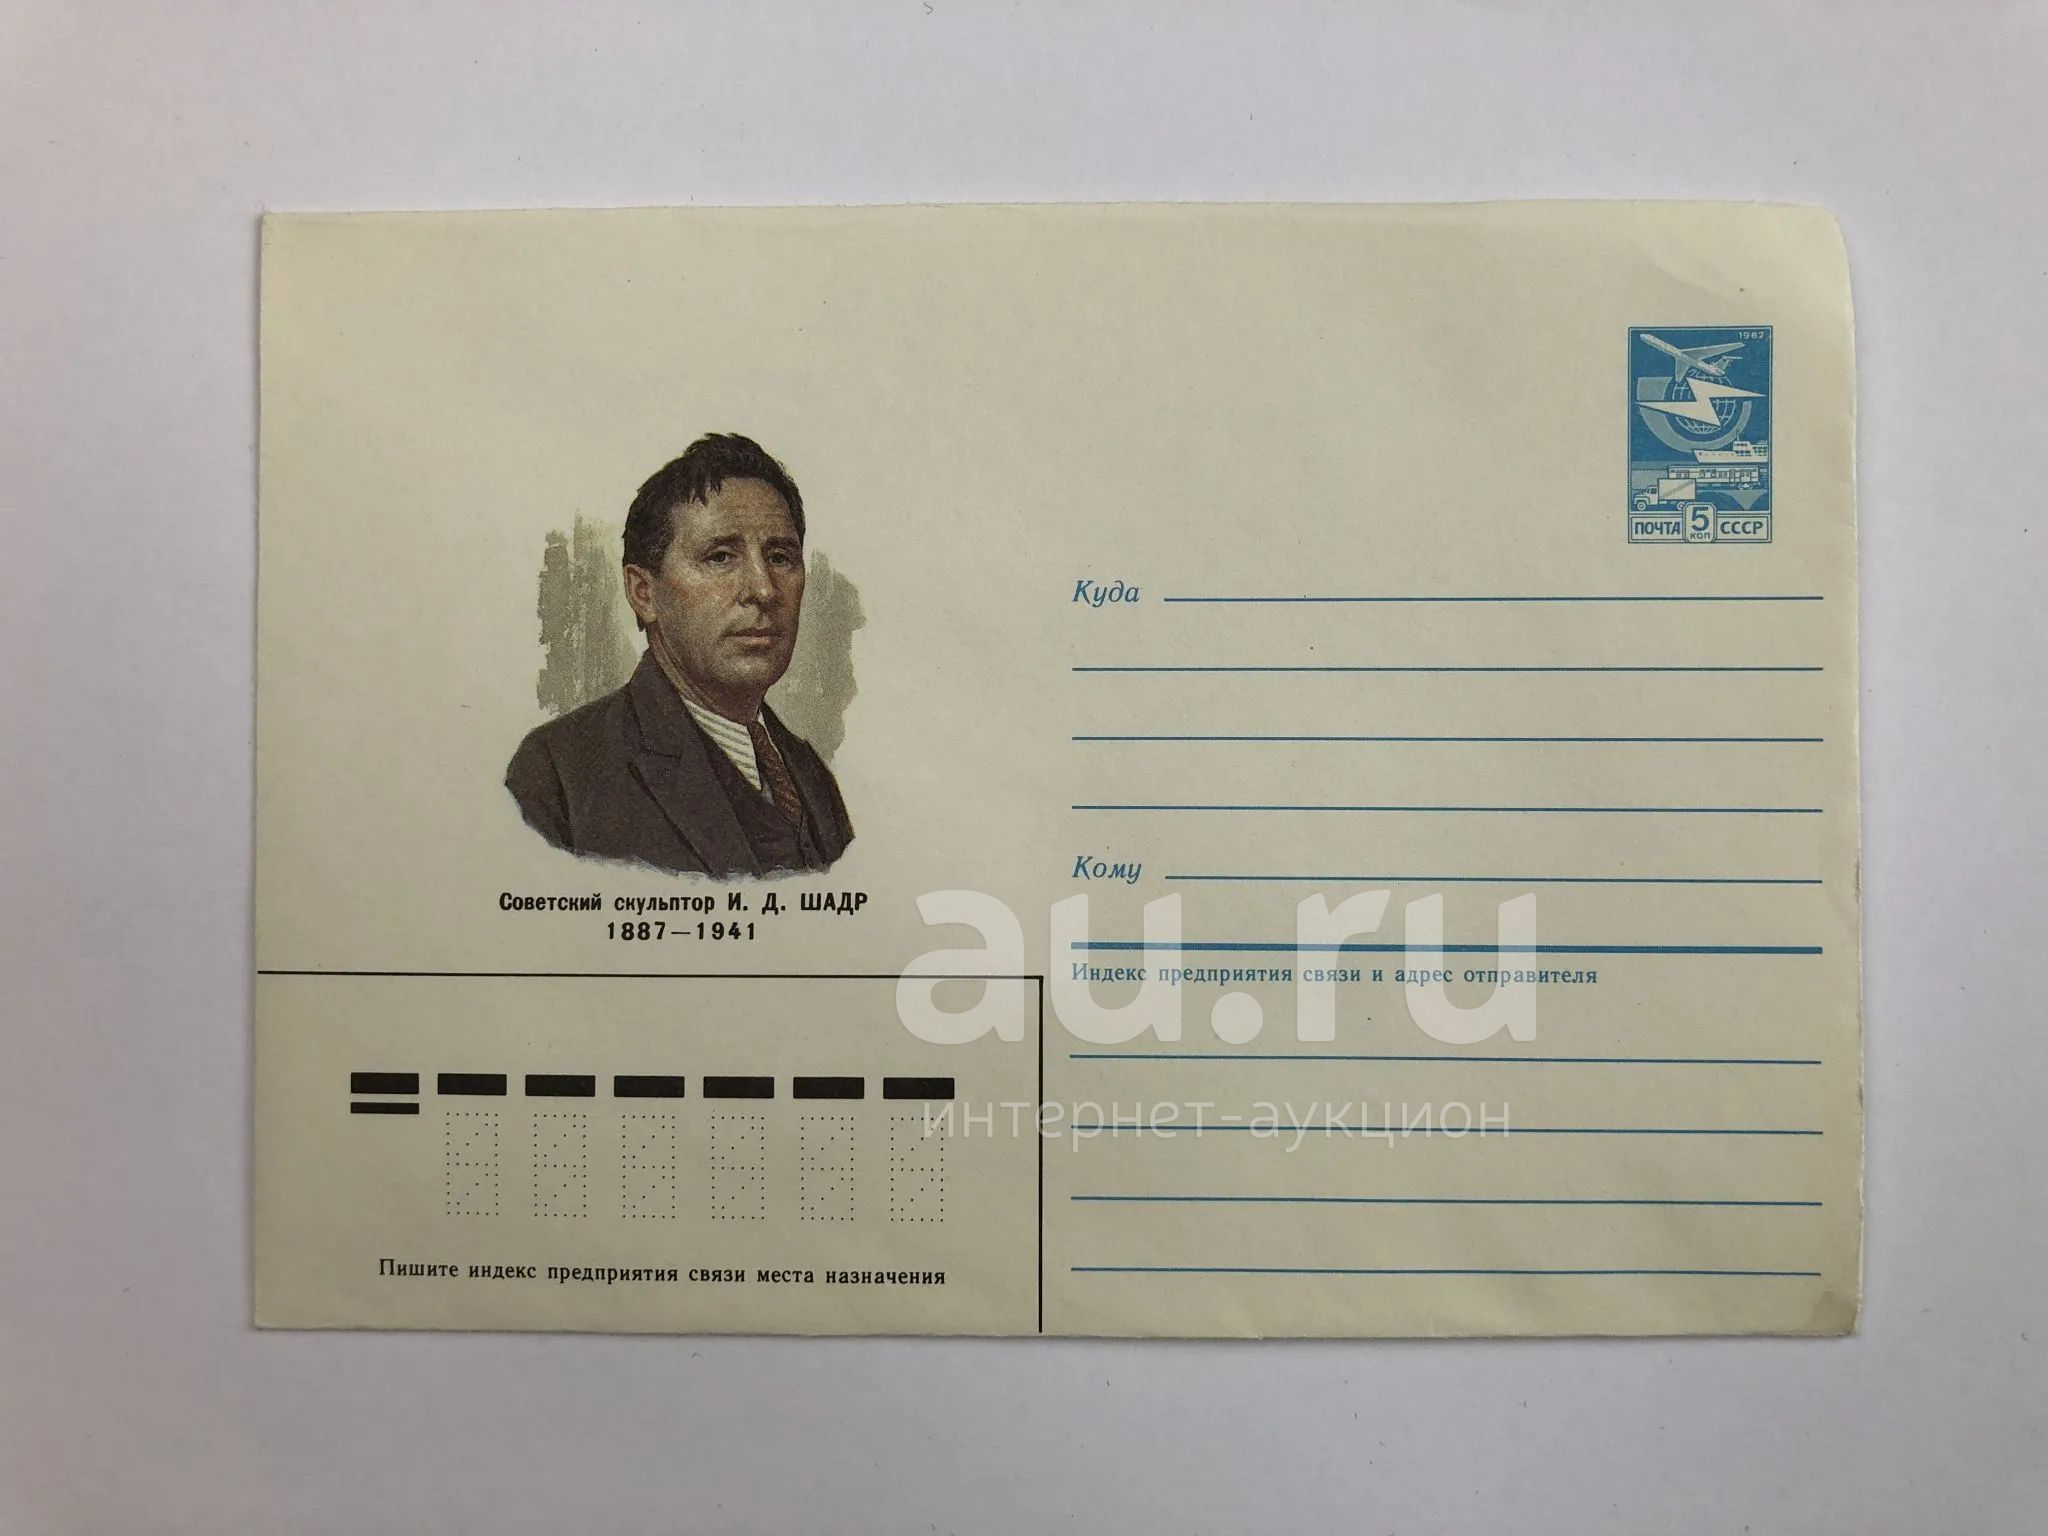 1982
ПОЧТА 5 КОП СССР
Советский скульптор И. Д. ШАДР
1887—1941
Куда
Кому
Индекс предприятия связи и адрес отправителя
au.ru
интернет-аукцион
Пишите индекс предприятия связи места назначения